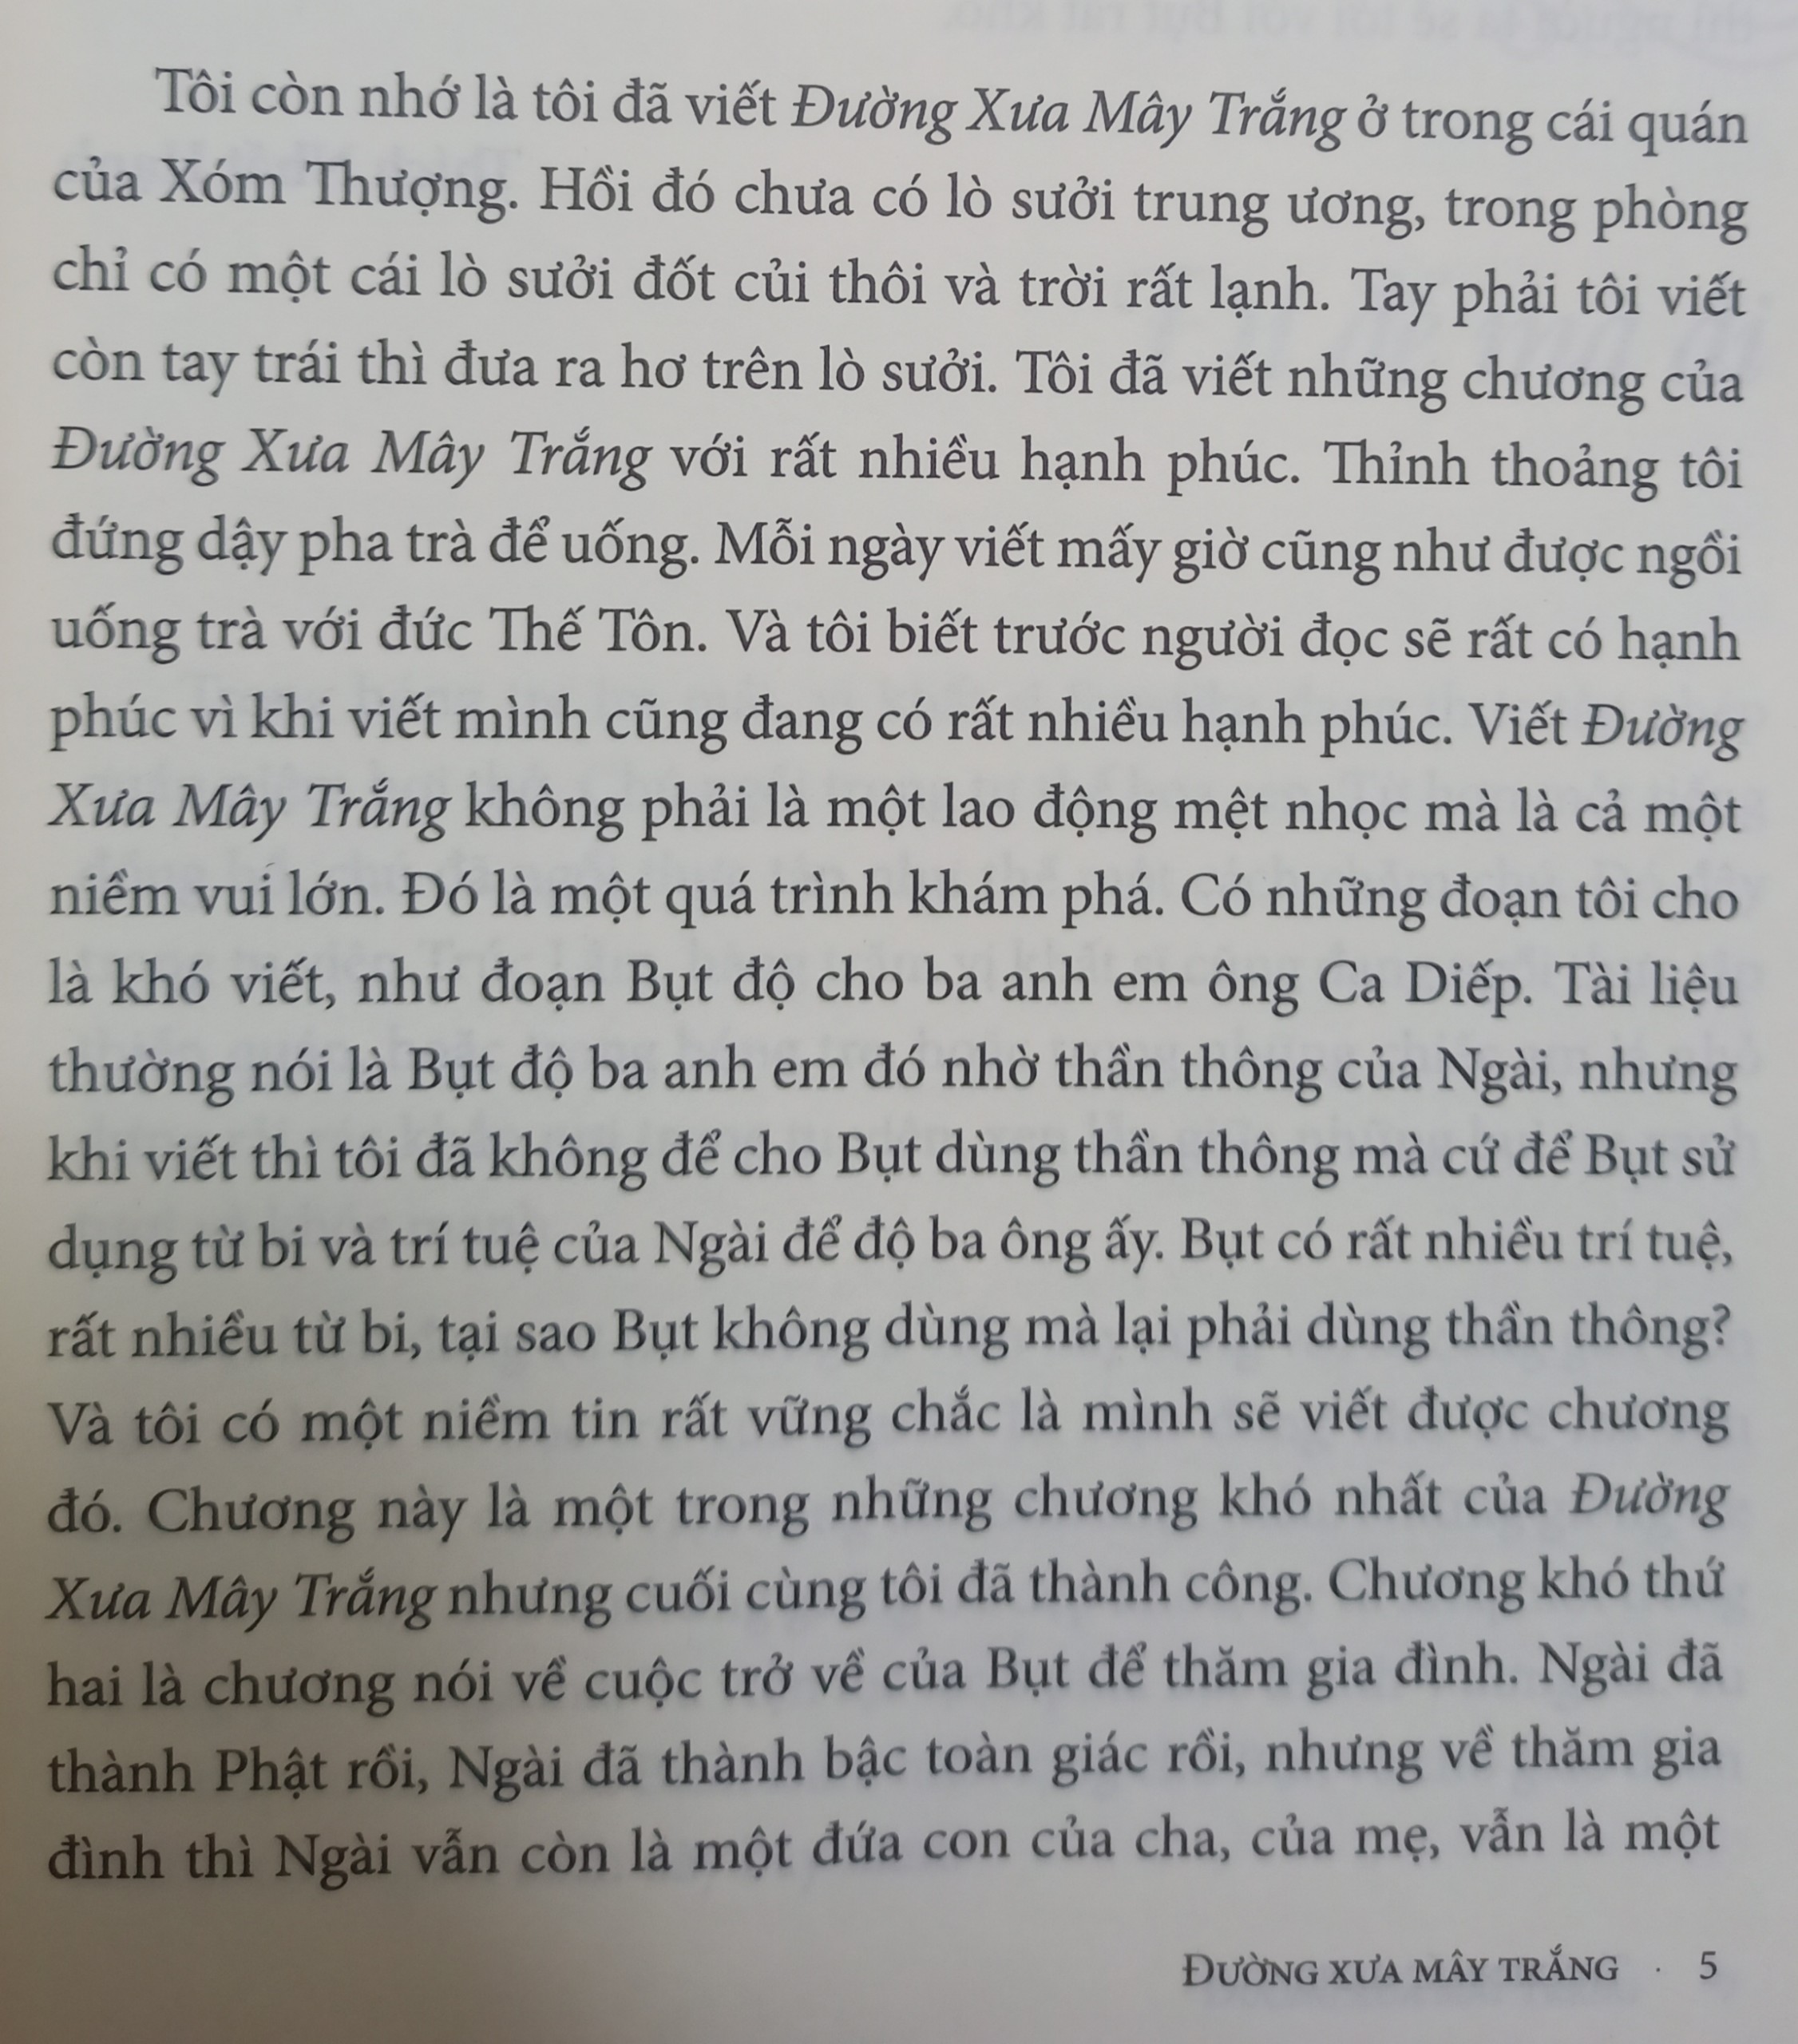 Tôi còn nhớ là tôi đã viết Đường Xưa Mây Trắng ở trong cái quán
của Xóm Thượng. Hồi đó chưa có lò sưởi trung ương, trong phòng
chỉ có một cái lò sưởi đốt củi thôi và trời rất lạnh. Tay phải tôi viết
còn tay trái thì đưa ra hơ trên lò sưởi. Tôi đã viết những chương của
Đường Xưa Mây Trắng với rất nhiều hạnh phúc. Thỉnh thoảng tôi
đứng dậy pha trà để uống. Mỗi ngày viết mấy giờ cũng như được ngồi
uống trà với đức Thế Tôn. Và tôi biết trước người đọc sẽ rất có hạnh
phúc vì khi viết mình cũng đang có rất nhiều hạnh phúc. Viết Đường
Xưa Mây Trắng không phải là một lao động mệt nhọc mà là cả một
niềm vui lớn. Đó là một quá trình khám phá. Có những đoạn tôi cho
là khó viết, như đoạn Bụt độ cho ba anh em ông Ca Diếp. Tài liệu
thường nói là Bụt độ ba anh em đó nhờ thần thông của Ngài, nhưng
khi viết thì tôi đã không để cho Bụt dùng thần thông mà cứ để Bụt sử
dụng từ bi và trí tuệ của Ngài để độ ba ông ấy. Bụt có rất nhiều trí tuệ,
rất nhiều từ bi, tại sao Bụt không dùng mà lại phải dùng thần thông?
Và tôi có một niềm tin rất vững chắc là mình sẽ viết được chương
đó. Chương này là một trong những chương khó nhất của Đường
Xưa Mây Trắng nhưng cuối cùng tôi đã thành công. Chương khó thứ
hai là chương nói về cuộc trở về của Bụt để thăm gia đình. Ngài đã
thành Phật rồi, Ngài đã thành bậc toàn giác rồi, nhưng về thăm gia
đình thì Ngài vẫn còn là một đứa con của cha, của mẹ, vẫn là một
ĐƯỜNG XƯA MÂY TRẮNG · 5